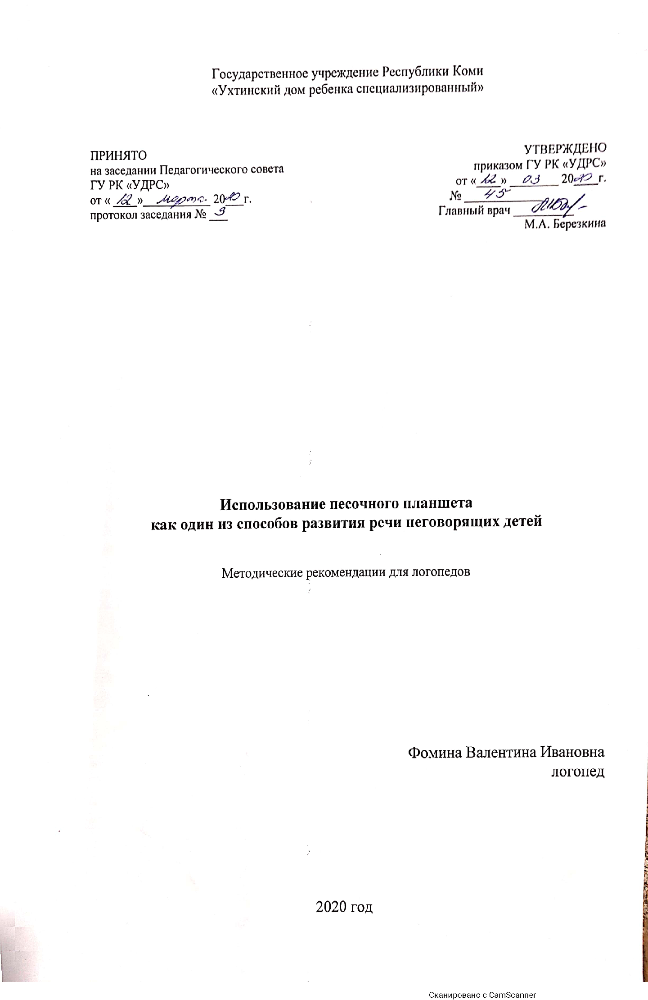 Государственное учреждение Республики Коми
«Ухтинский дом ребенка специализированный»
ПРИНЯТО
на заседании Педагогического совета
ГУ РК «УДРС»
от « 12 » марта 2020 г.
протокол заседания № 3
УТВЕРЖДЕНО
приказом ГУ РК «УДРС»
от « 12 » 03 2020 г.
№ 45
Главный врач
М.А. Березкина
Использование песочного планшета
как один из способов развития речи неговорящих детей
Методические рекомендации для логопедов
Фомина Валентина Ивановна
логопед
2020 год
Сканировано с CamScanner